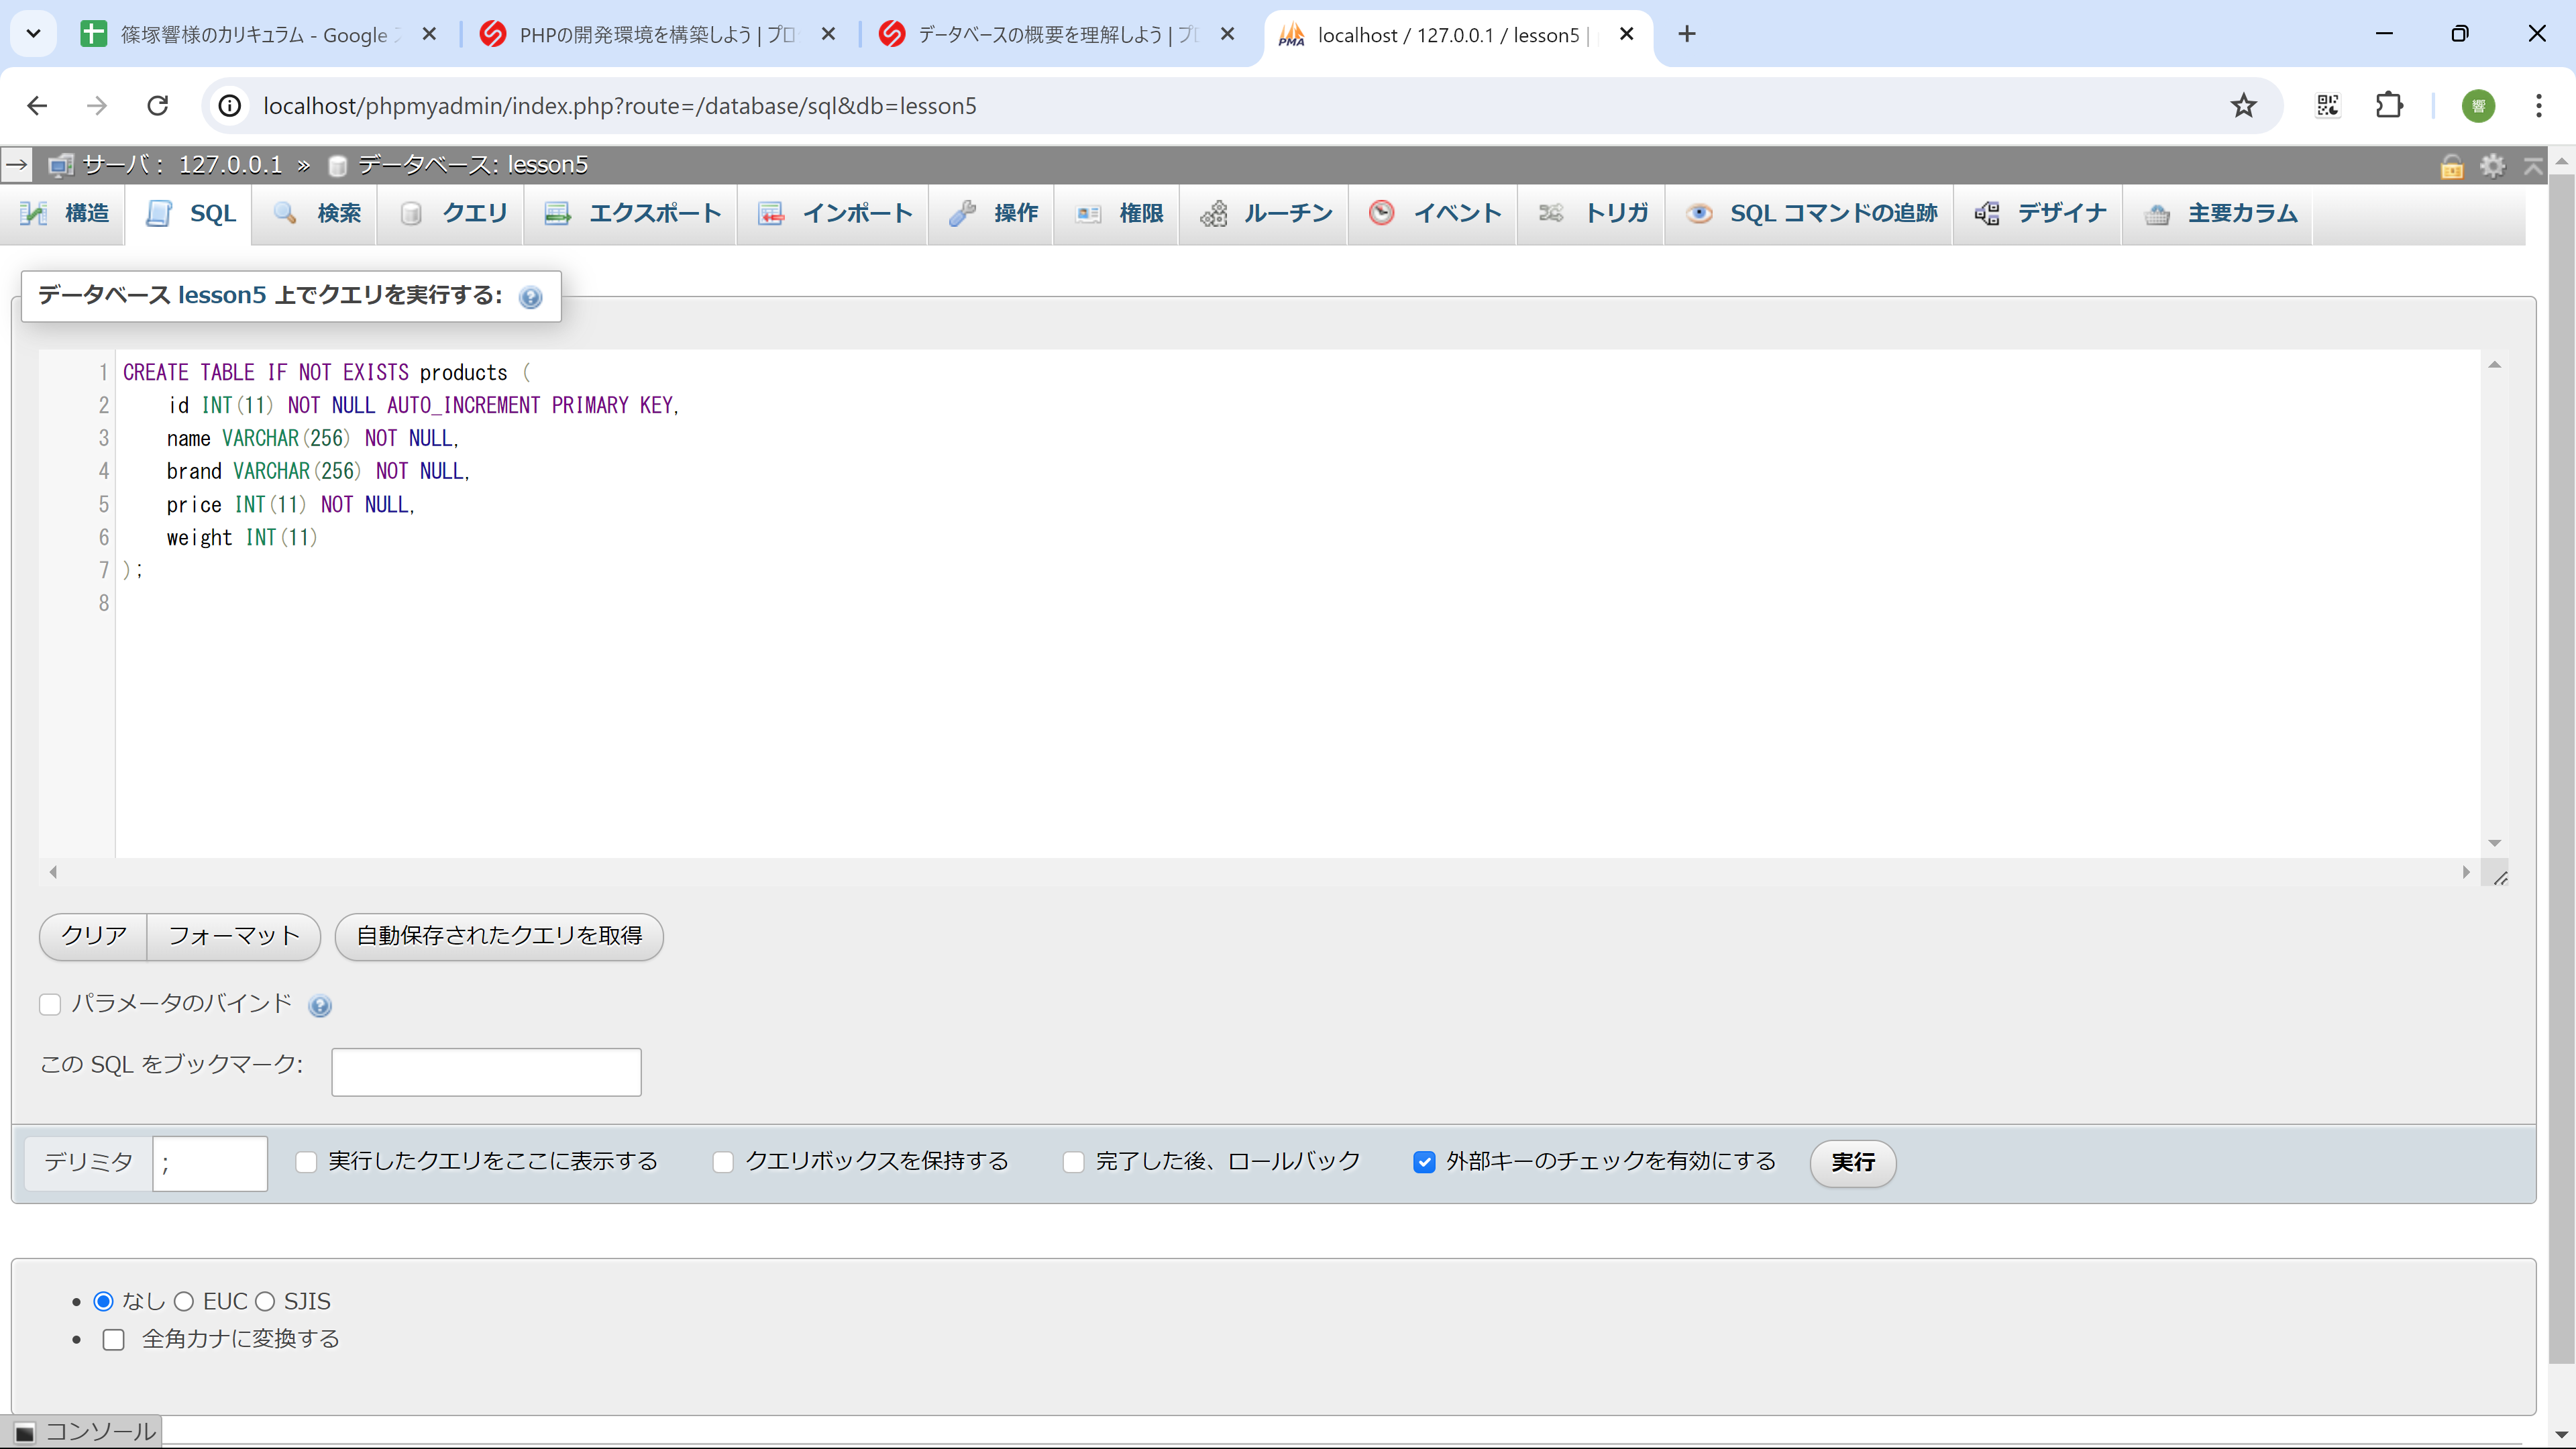 篠塚響様のカリキュラム - Google
PHPの開発環境を構築しよう | プロ
データベースの概要を理解しよう | プロ
localhost / 127.0.0.1 / lesson5 |
localhost/phpmyadmin/index.php?route=/database/sql&db=lesson5
響
サーバ: 127.0.0.1 » データベース: lesson5
構造 SQL 検索 クエリ エクスポート インポート 操作 権限 ルーチン イベント トリガ SQL コマンドの追跡 デザイナ 主要カラム
データベース lesson5 上でクエリを実行する:
1 CREATE TABLE IF NOT EXISTS products (
2     id INT(11) NOT NULL AUTO_INCREMENT PRIMARY KEY,
3     name VARCHAR(256) NOT NULL,
4     brand VARCHAR(256) NOT NULL,
5     price INT(11) NOT NULL,
6     weight INT(11)
7 );
8
クリア フォーマット 自動保存されたクエリを取得
パラメータのバインド
この SQL をブックマーク:
デリミタ ; 実行したクエリをここに表示する クエリボックスを保持する 完了した後、ロールバック 外部キーのチェックを有効にする 実行
なし EUC SJIS
全角カナに変換する
コンソール